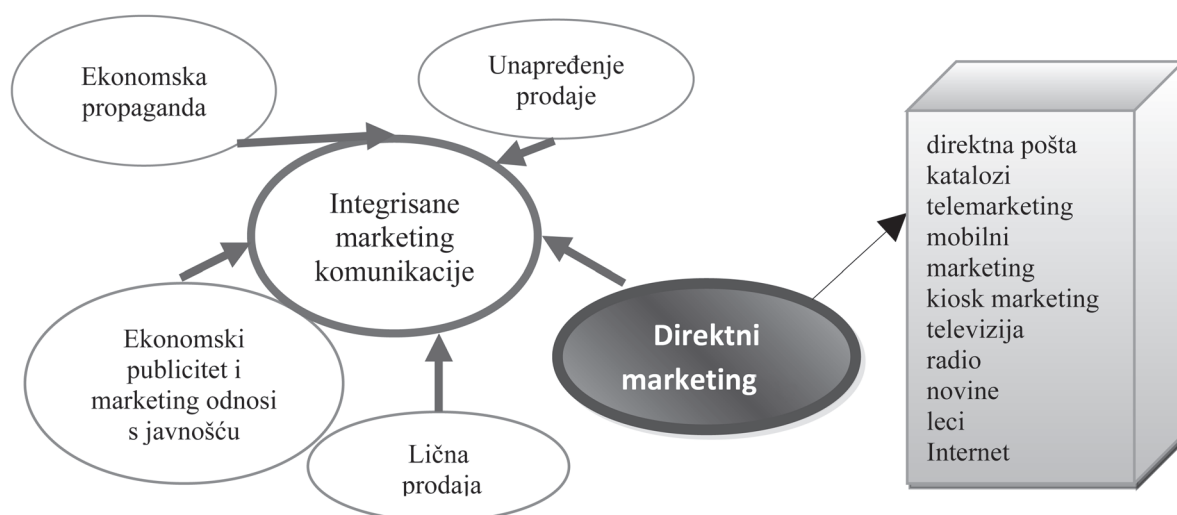 Ekonomska
propaganda
Unapređenje
prodaje
Integrisane
marketing
komunikacije
Ekonomski
publicitet i
marketing odnosi
s javnošću
Lična
prodaja
Direktni
marketing
direktna pošta
katalozi
telemarketing
mobilni
marketing
kiosk marketing
televizija
radio
novine
leci
Internet